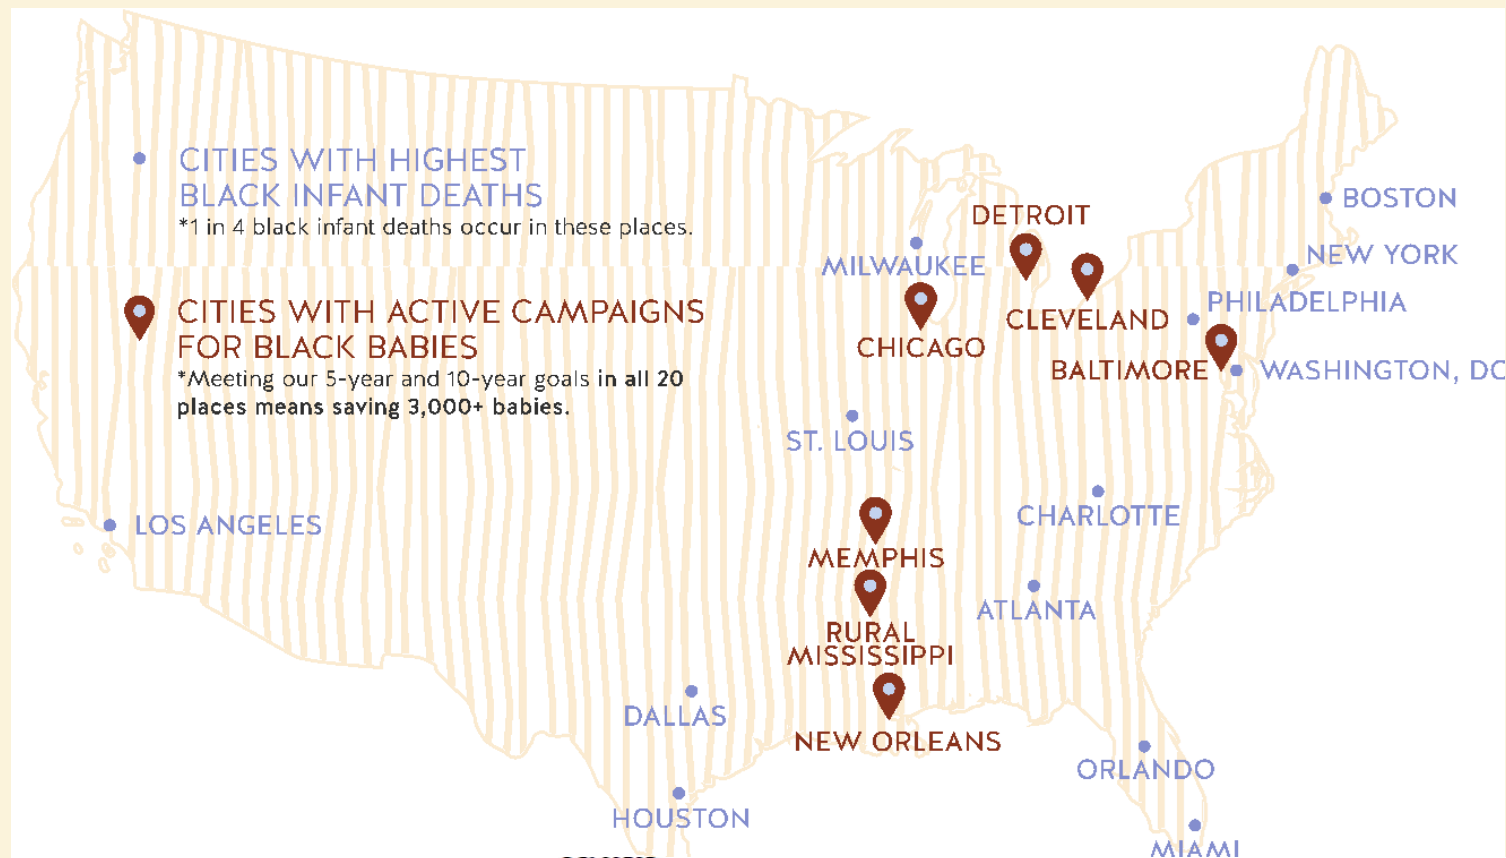 CITIES WITH HIGHEST
BLACK INFANT DEATHS
*1 in 4 black infant deaths occur in these places.
CITIES WITH ACTIVE CAMPAIGNS
FOR BLACK BABIES
*Meeting our 5-year and 10-year goals in all 20
places means saving 3,000+ babies.
BOSTON
DETROIT
NEW YORK
MILWAUKEE
PHILADELPHIA
CLEVELAND
CHICAGO
BALTIMORE
WASHINGTON, DC
ST. LOUIS
CHARLOTTE
LOS ANGELES
MEMPHIS
ATLANTA
RURAL
MISSISSIPPI
DALLAS
NEW ORLEANS
ORLANDO
HOUSTON
MIAMI